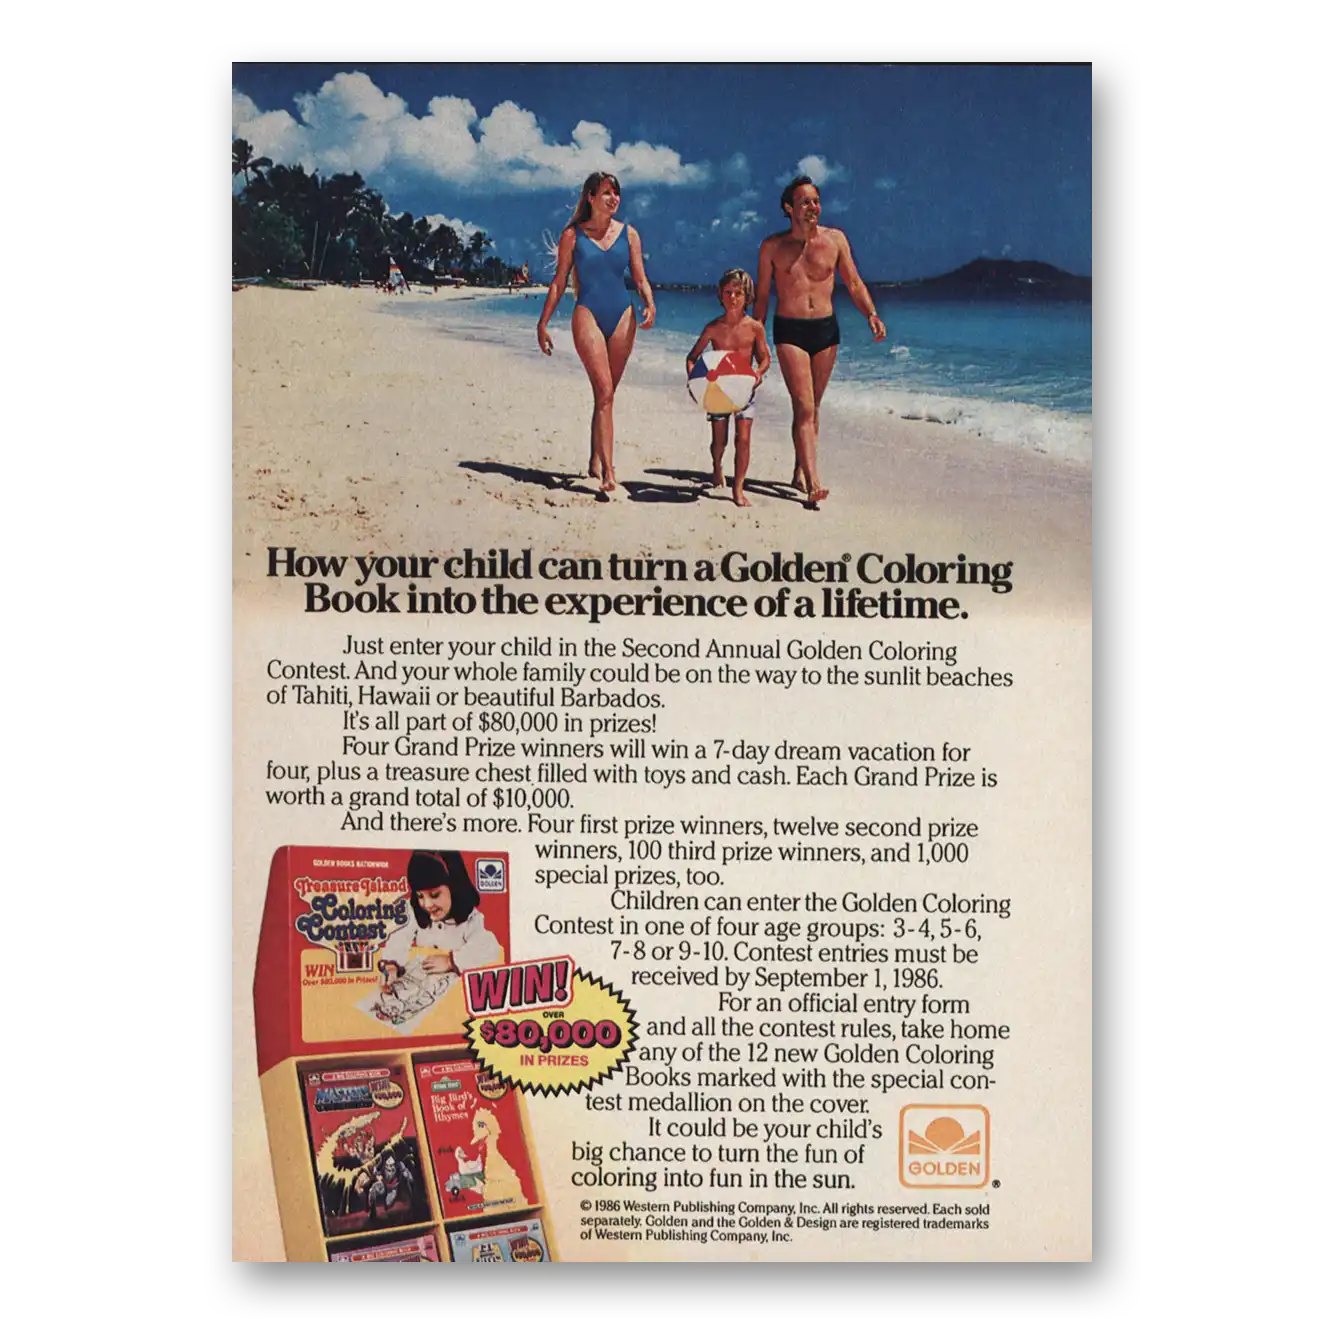 How your child can turn a Golden® Coloring
Book into the experience of a lifetime.
Just enter your child in the Second Annual Golden Coloring
Contest. And your whole family could be on the way to the sunlit beaches
of Tahiti, Hawaii or beautiful Barbados.
It's all part of $80,000 in prizes!
Four Grand Prize winners will win a 7-day dream vacation for
four, plus a treasure chest filled with toys and cash. Each Grand Prize is
worth a grand total of $10,000.
And there's more. Four first prize winners, twelve second prize
winners, 100 third prize winners, and 1,000
special prizes, too.
Children can enter the Golden Coloring
Contest in one of four age groups: 3-4, 5-6,
7-8 or 9-10. Contest entries must be
received by September 1, 1986.
For an official entry form
and all the contest rules, take home
any of the 12 new Golden Coloring
Books marked with the special con-
test medallion on the cover.
It could be your child's
big chance to turn the fun of
coloring into fun in the sun.
GOLDEN BOOKS NATIONWIDE
GOLDEN
Treasure Island
Coloring
Contest
WIN
Over $80,000 in Prizes!
WIN!
OVER
$80,000
IN PRIZES
MASTERS
Big Bird's
Book of
Rhymes
GOLDEN
®
© 1986 Western Publishing Company, Inc. All rights reserved. Each sold
separately. Golden and the Golden & Design are registered trademarks
of Western Publishing Company, Inc.